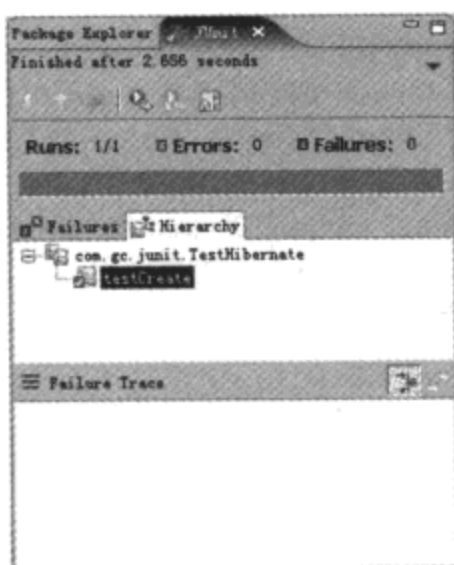 Package Explorer JUnit
Finished after 2.656 seconds
Runs: 1/1 Errors: 0 Failures: 0
Failures Hierarchy
com.gc.junit.TestHibernate
testCreate
Failure Trace